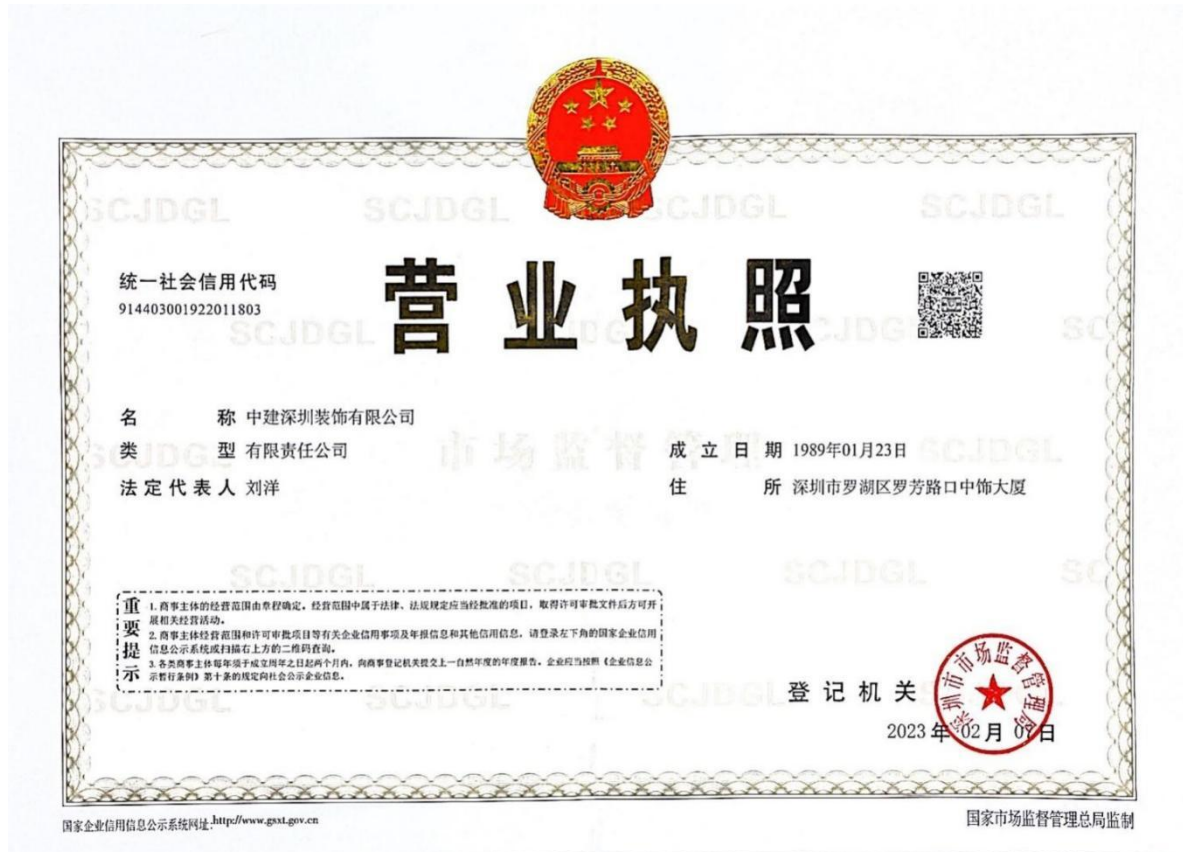 统一社会信用代码
914403001922011803
营业执照
名称 中建深圳装饰有限公司
类型 有限责任公司
法定代表人 刘洋
成立日期 1989年01月23日
住所 深圳市罗湖区罗芳路口中饰大厦
重要提示
1.商事主体的经营范围由章程确定。经营范围中属于法律、法规规定应当经批准的项目，取得许可审批文件后方可开
展相关经营活动。
2.商事主体经营范围和许可审批项目等有关企业信用事项及年报信息和其他信用信息，请登录左下角的国家企业信用
信息公示系统或扫描右上方的二维码查询。
3.各类商事主体每年须于成立周年之日起两个月内，向商事登记机关提交上一自然年度的年度报告。企业应当按照《企业信息公
示暂行条例》第十条的规定向社会公示企业信息。
登记机关
深圳市市场监督管理局
2023年02月07日
国家企业信用信息公示系统网址:http://www.gsxt.gov.cn
国家市场监督管理总局监制
SCJDGL
市场监督管理